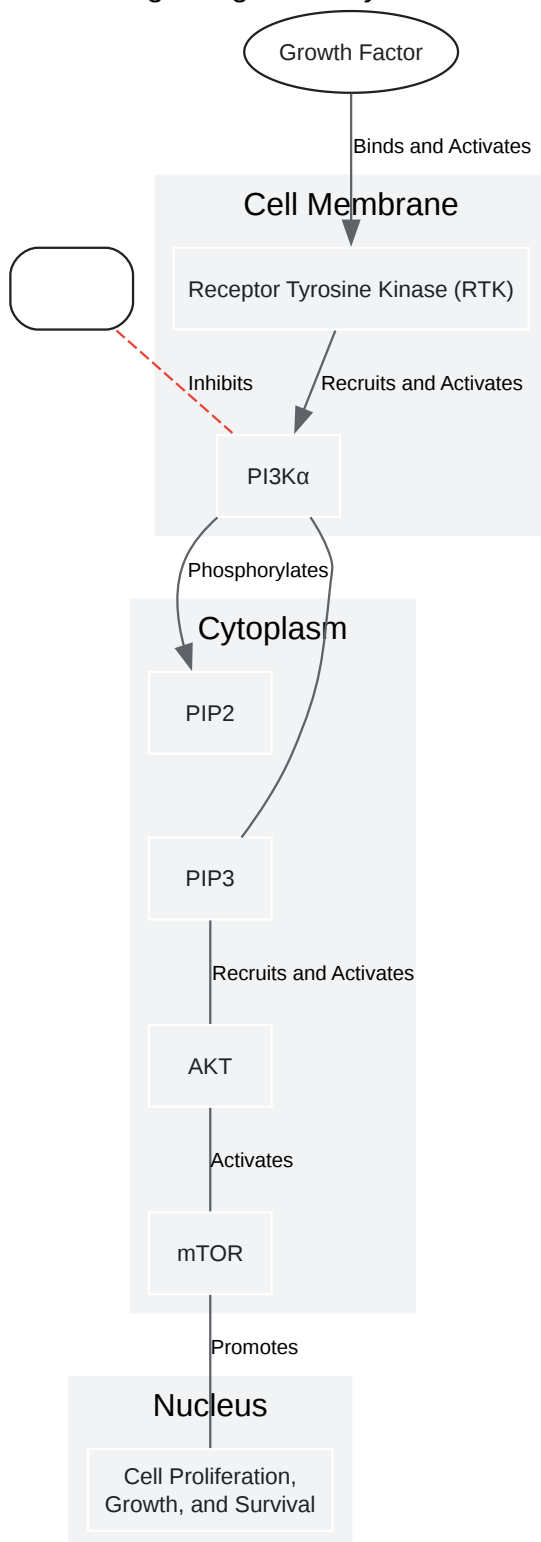 Growth Factor
Binds and Activates
Cell Membrane
Receptor Tyrosine Kinase (RTK)
Inhibits
Recruits and Activates
PI3Kα
Phosphorylates
Cytoplasm
PIP2
PIP3
Recruits and Activates
AKT
Activates
mTOR
Promotes
Nucleus
Cell Proliferation,
Growth, and Survival